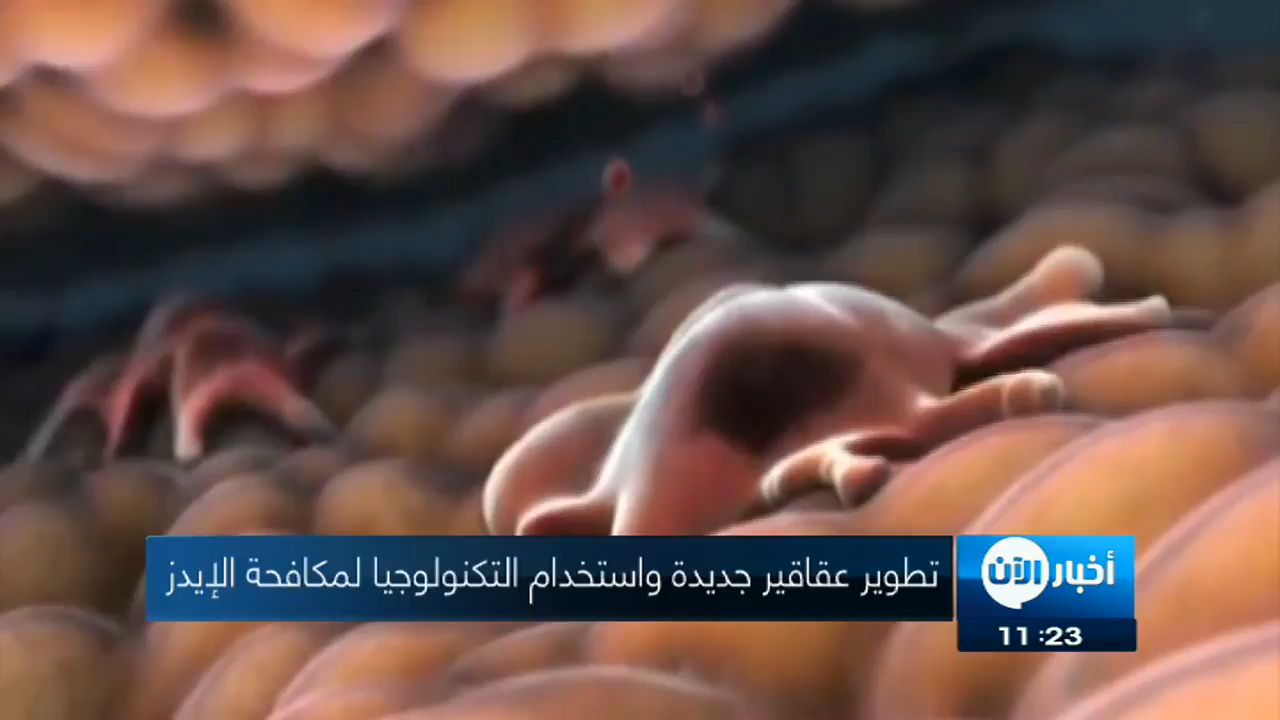 تطوير عقاقير جديدة واستخدام التكنولوجيا لمكافحة الإيدز
أخبار الآن
11:23